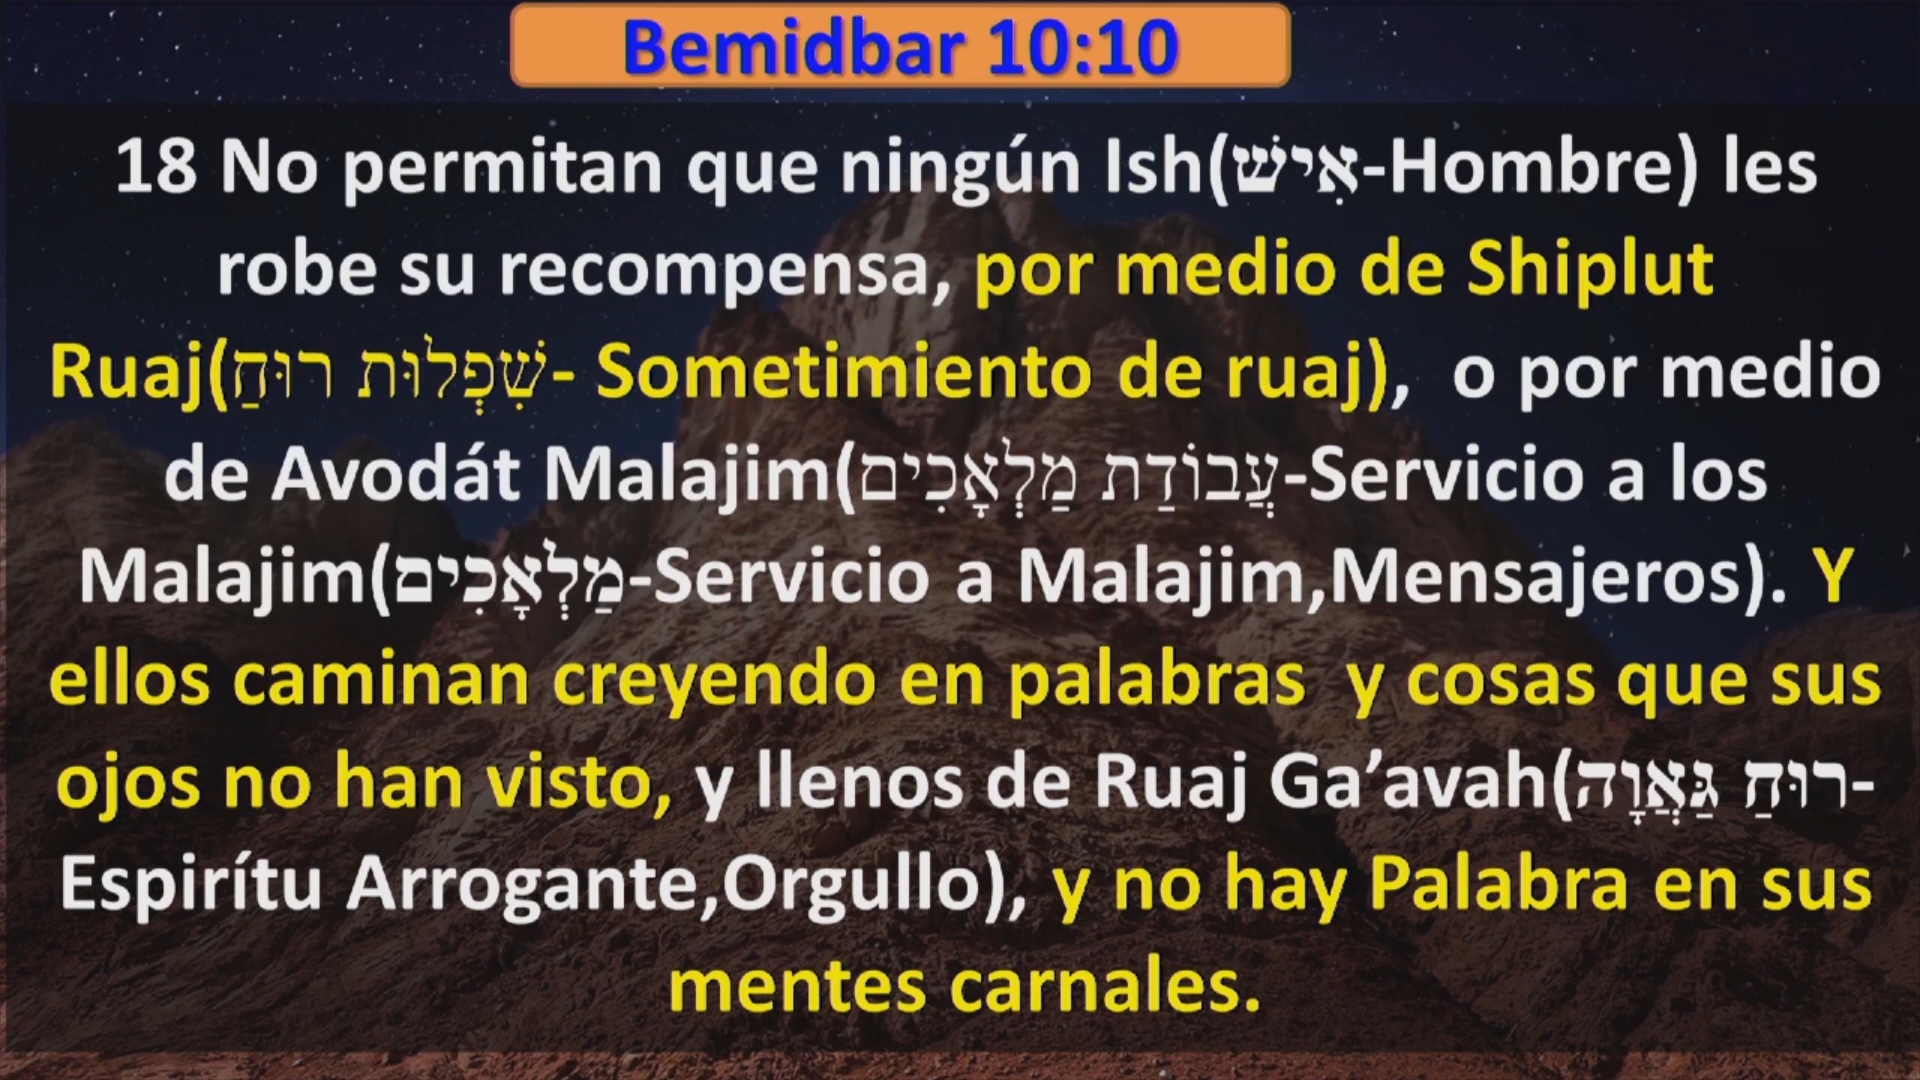 Bemidbar 10:10
18 No permitan que ningún Ish(אִישׁ-Hombre) les
robe su recompensa, por medio de Shiplut
Ruaj(שִׁפְלוּת רוּחַ- Sometimiento de ruaj),  o por medio
de Avodát Malajim(עֲבוֹדַת מַלְאָכִים-Servicio a los
Malajim(מַלְאָכִים-Servicio a Malajim,Mensajeros). Y
ellos caminan creyendo en palabras  y cosas que sus
ojos no han visto, y llenos de Ruaj Ga’avah(רוּחַ גַּאֲוָה-
Espirítu Arrogante,Orgullo), y no hay Palabra en sus
mentes carnales.